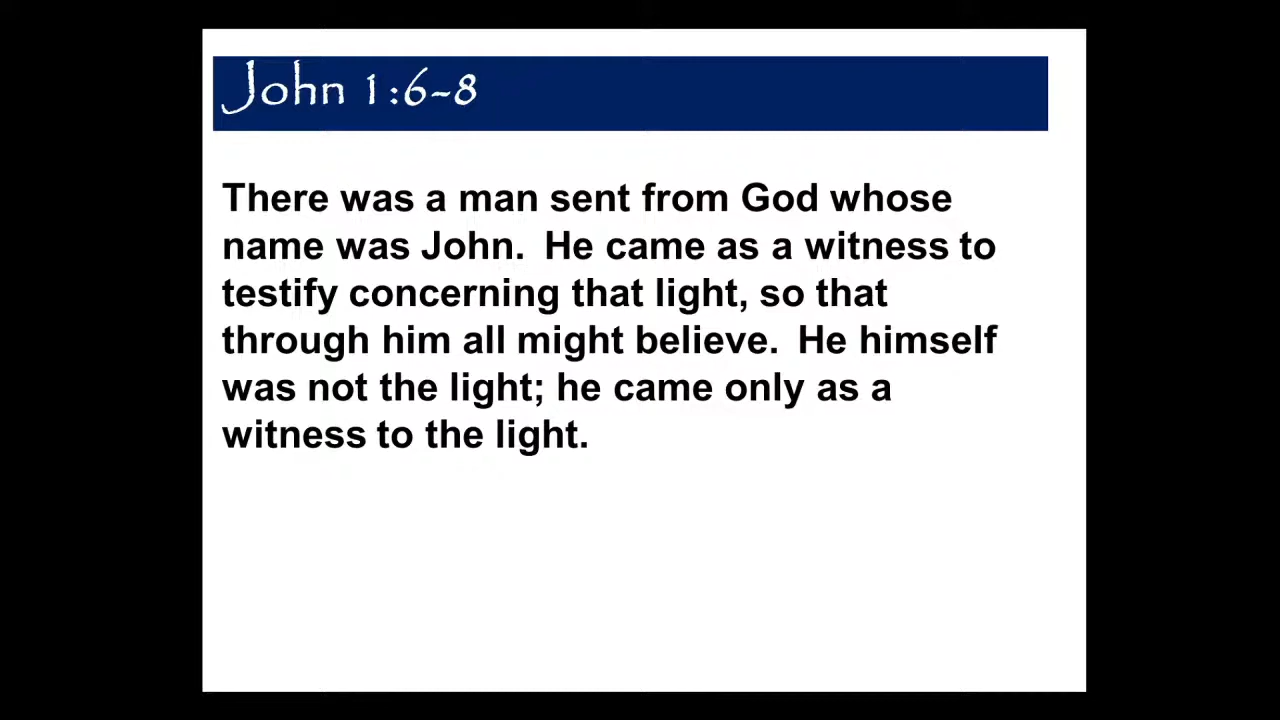 John 1:6-8
There was a man sent from God whose
name was John.  He came as a witness to
testify concerning that light, so that
through him all might believe.  He himself
was not the light; he came only as a
witness to the light.